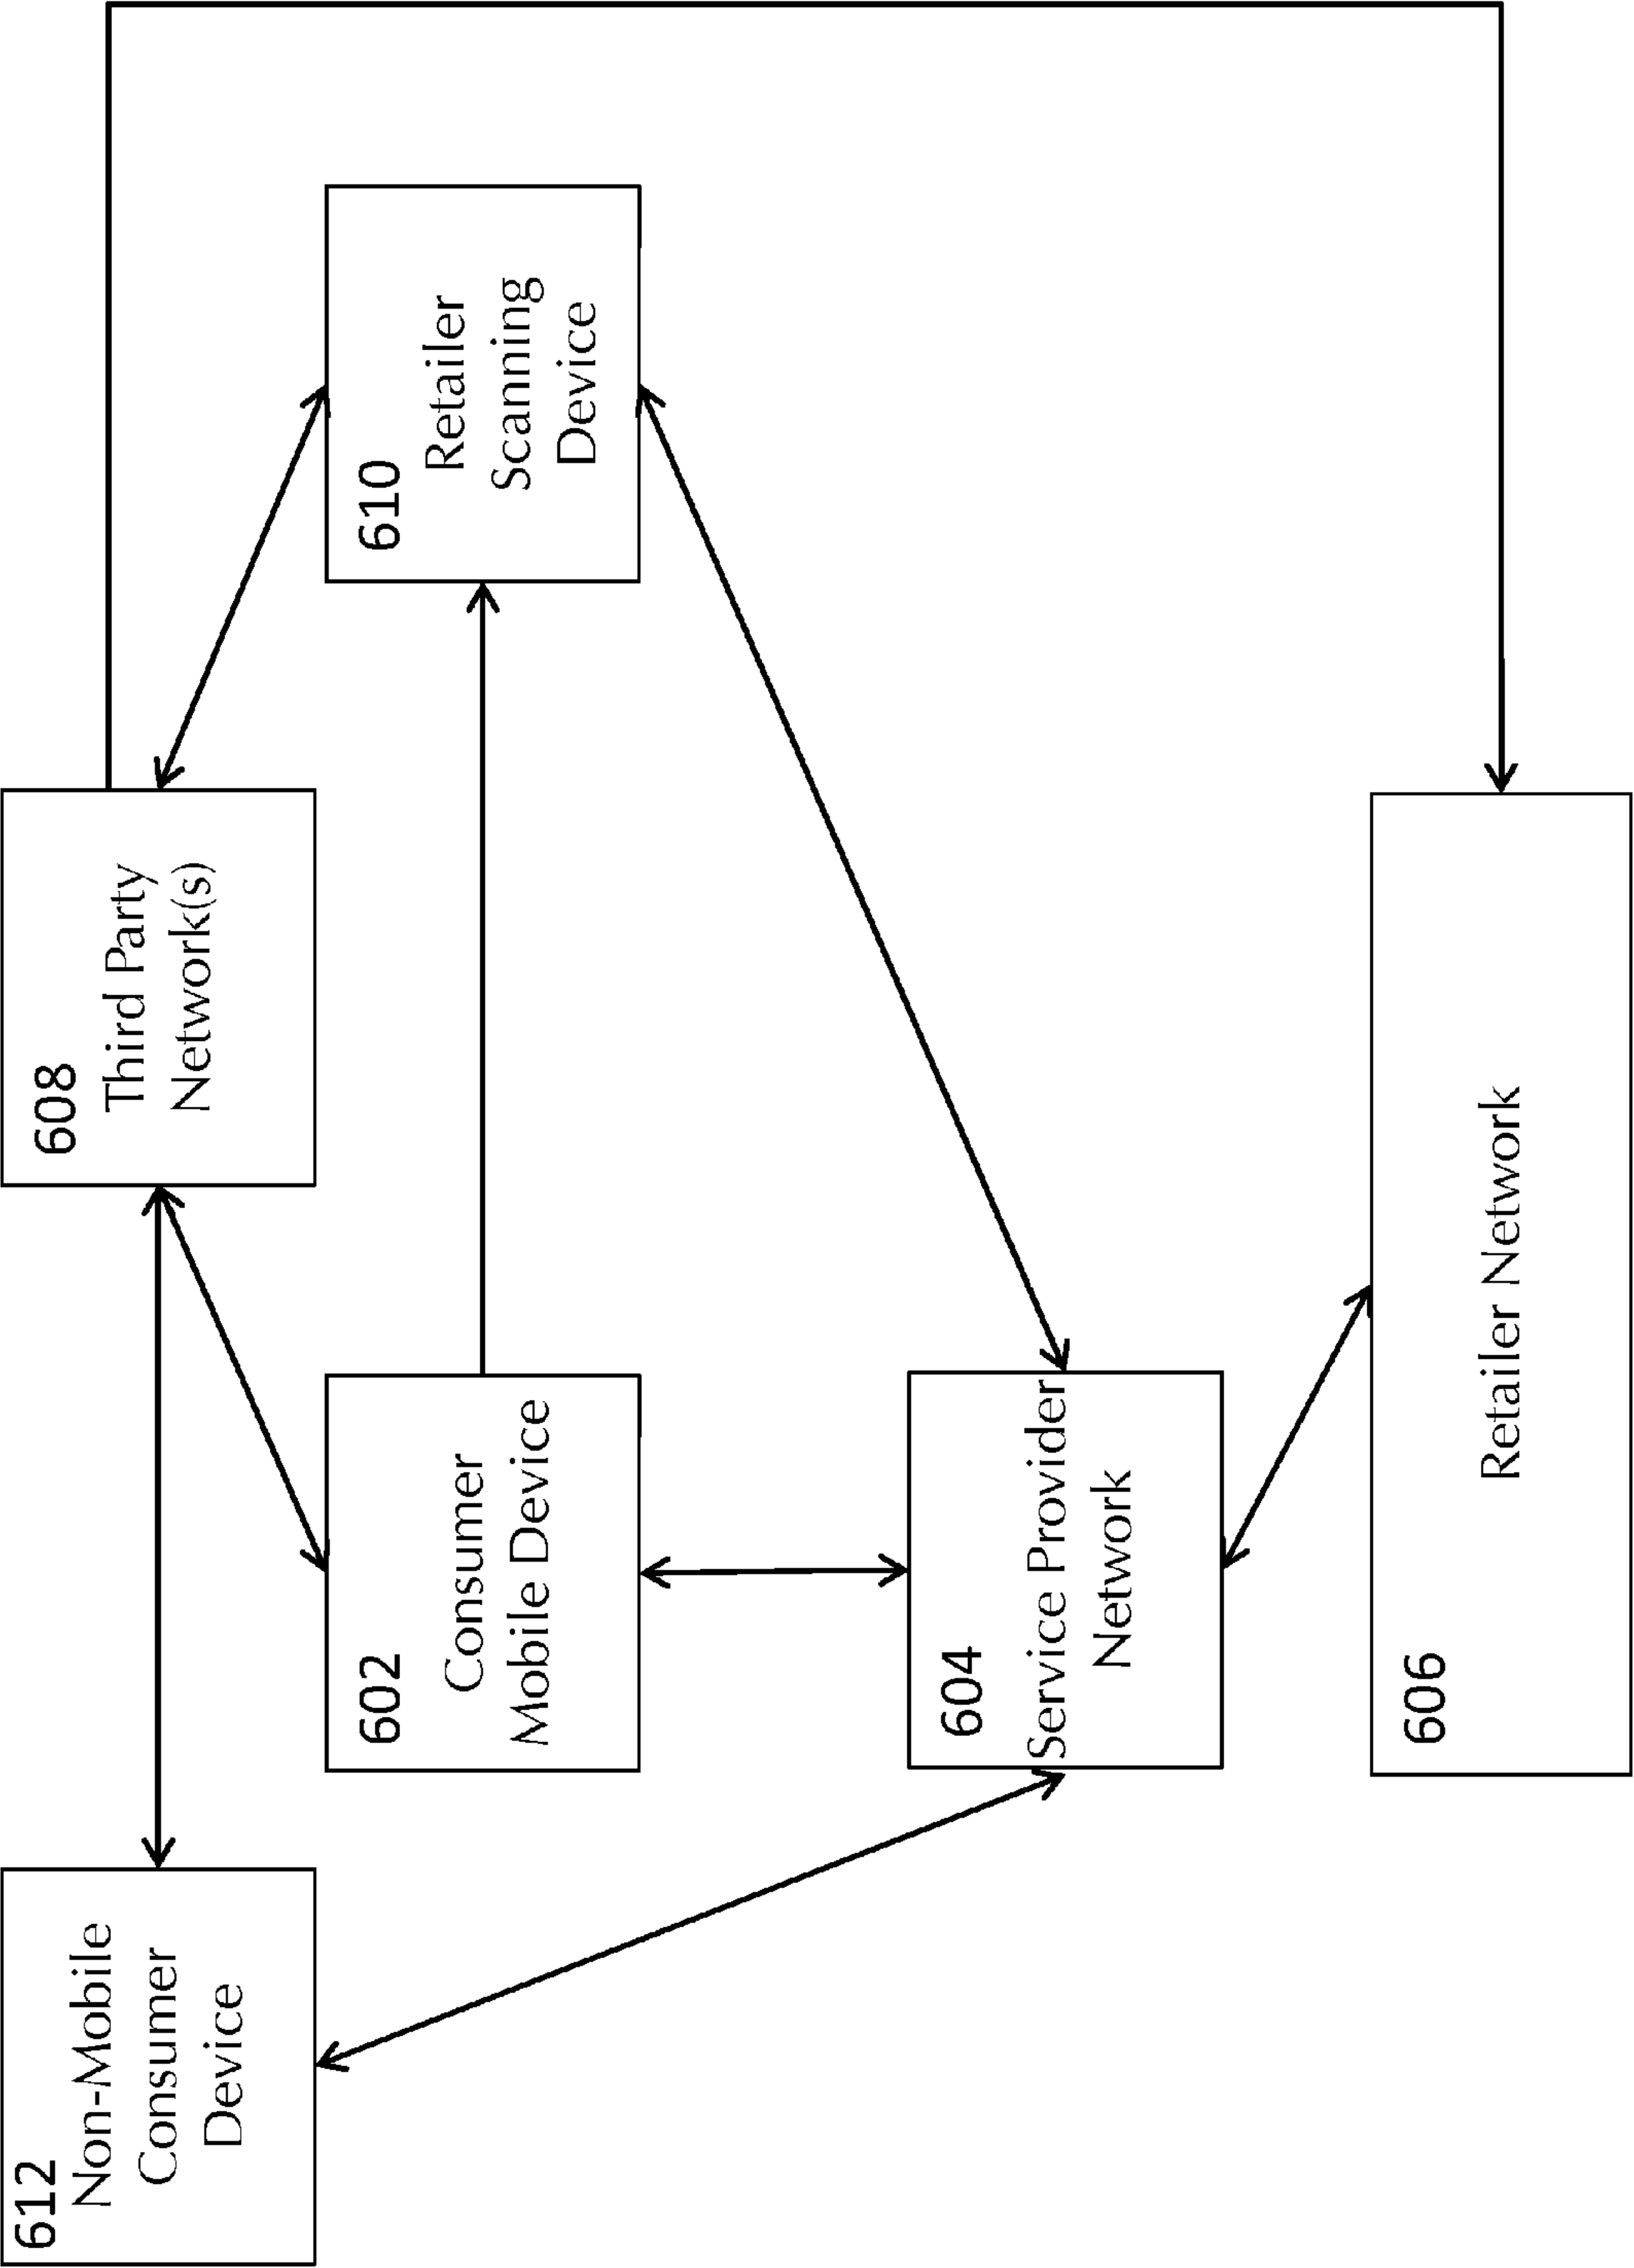 612
Non-Mobile
Consumer
Device
608
Third Party
Network(s)
602
Consumer
Mobile Device
610
Retailer
Scanning
Device
604
Service Provider
Network
606
Retailer Network